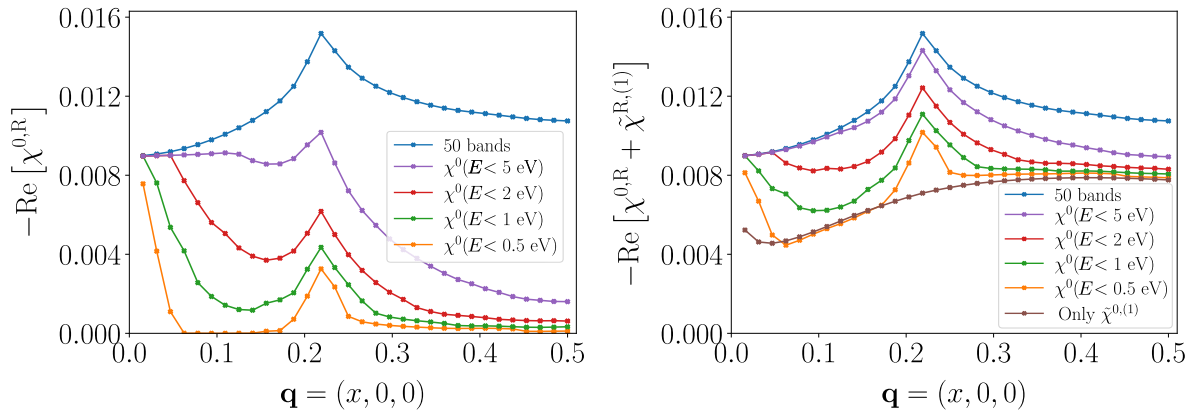 −Re [χ^{0,R}]
0.016
0.012
0.008
0.004
0.000
0.0 0.1 0.2 0.3 0.4 0.5
q = (x, 0, 0)
50 bands
χ^0(E < 5 eV)
χ^0(E < 2 eV)
χ^0(E < 1 eV)
χ^0(E < 0.5 eV)
−Re [χ^{0,R} + χ̃^{R,(1)}]
0.016
0.012
0.008
0.004
0.000
0.0 0.1 0.2 0.3 0.4 0.5
q = (x, 0, 0)
50 bands
χ^0(E < 5 eV)
χ^0(E < 2 eV)
χ^0(E < 1 eV)
χ^0(E < 0.5 eV)
Only χ̃^{0,(1)}